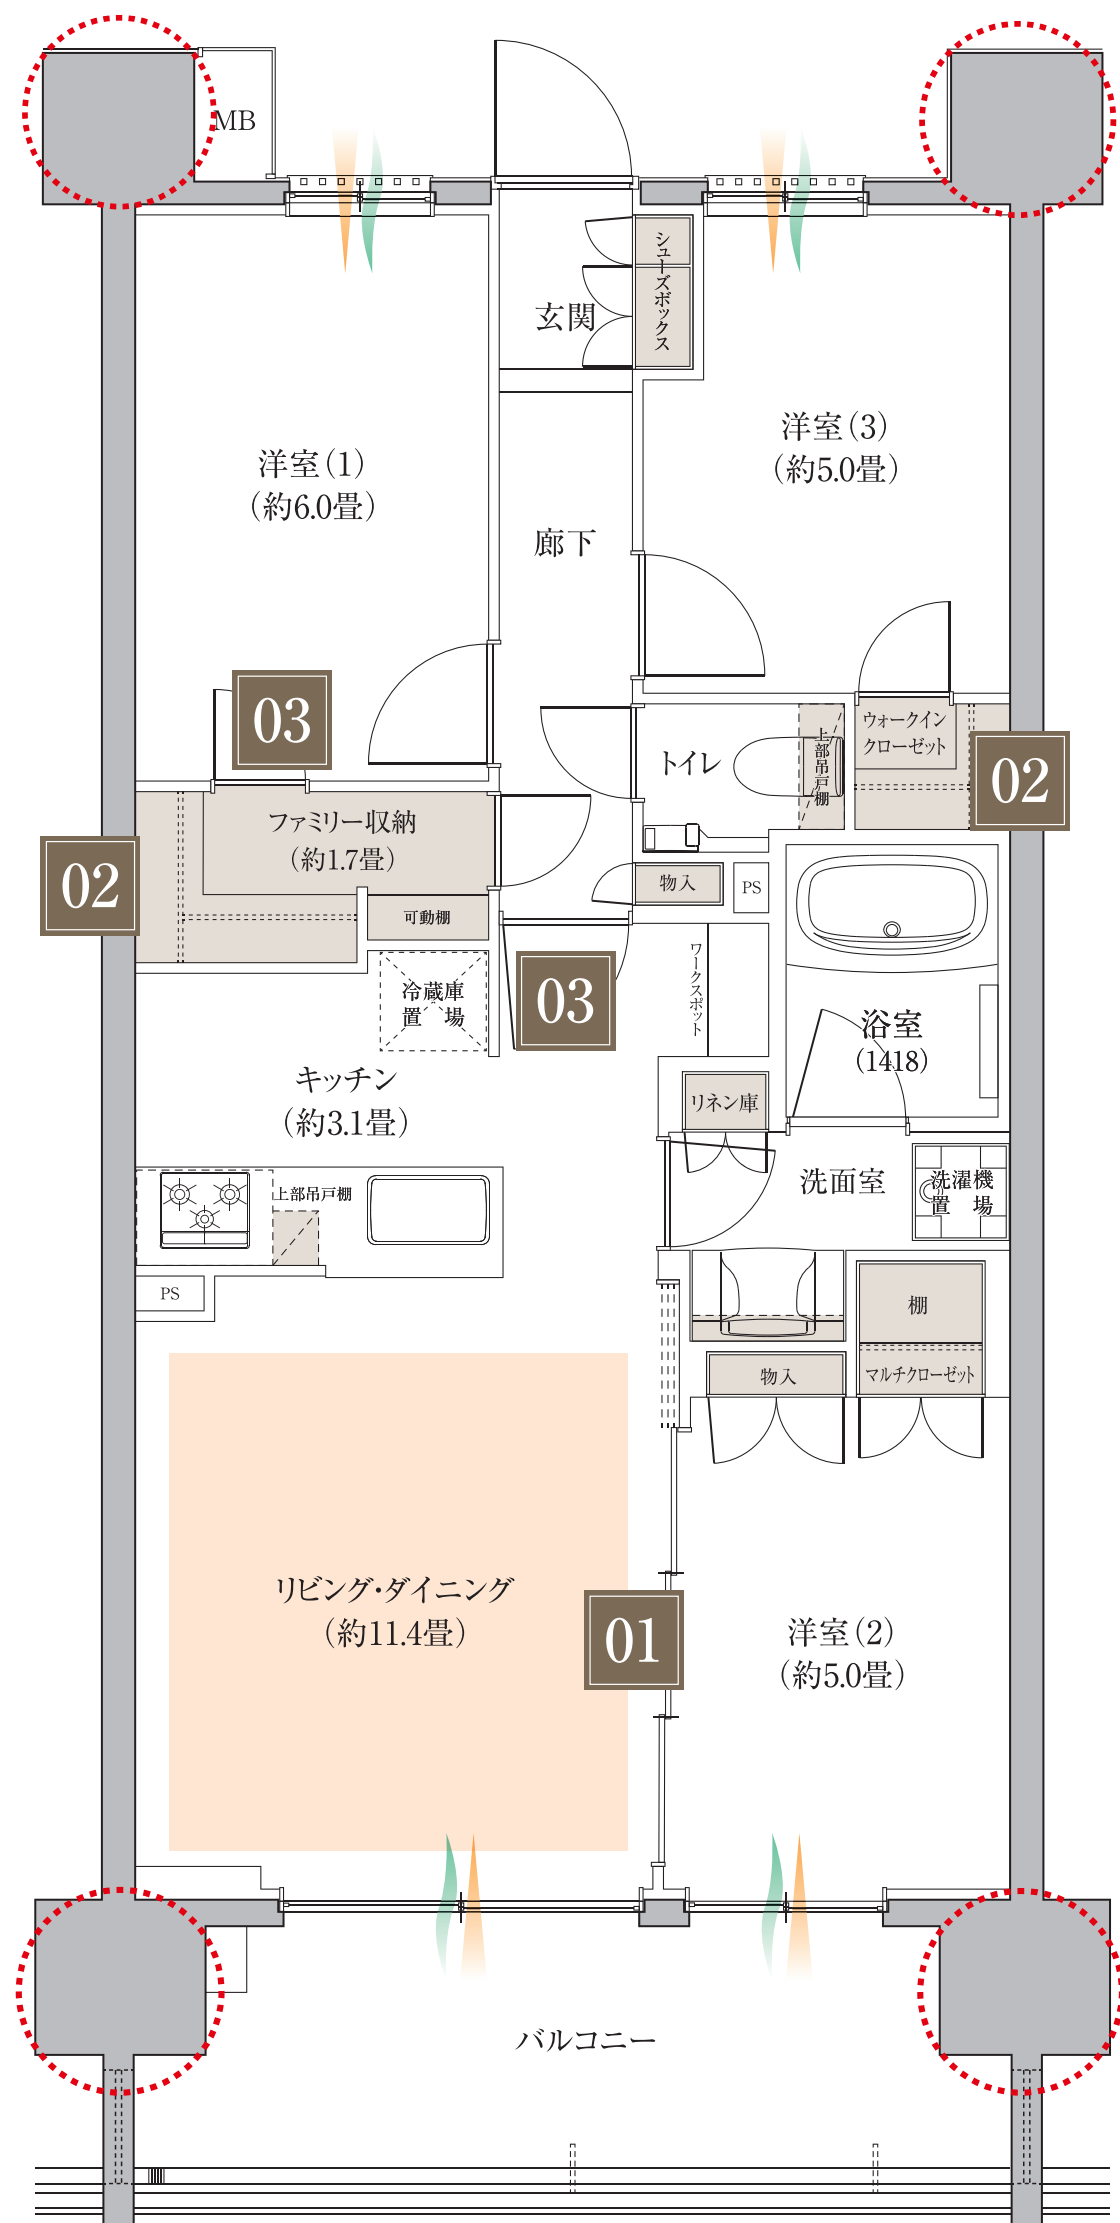 MB
シューズボックス
玄関
洋室（1）
（約6.0畳）
洋室（3）
（約5.0畳）
廊下
03
トイレ
上部吊戸棚
ウォークイン
クローゼット
02
ファミリー収納
（約1.7畳）
02
可動棚
物入
PS
冷蔵庫
置　場
03
ワークスポット
浴室
（1418）
キッチン
（約3.1畳）
リネン庫
上部吊戸棚
洗面室
洗濯機
置　場
PS
棚
物入
マルチクローゼット
リビング・ダイニング
（約11.4畳）
01
洋室（2）
（約5.0畳）
バルコニー